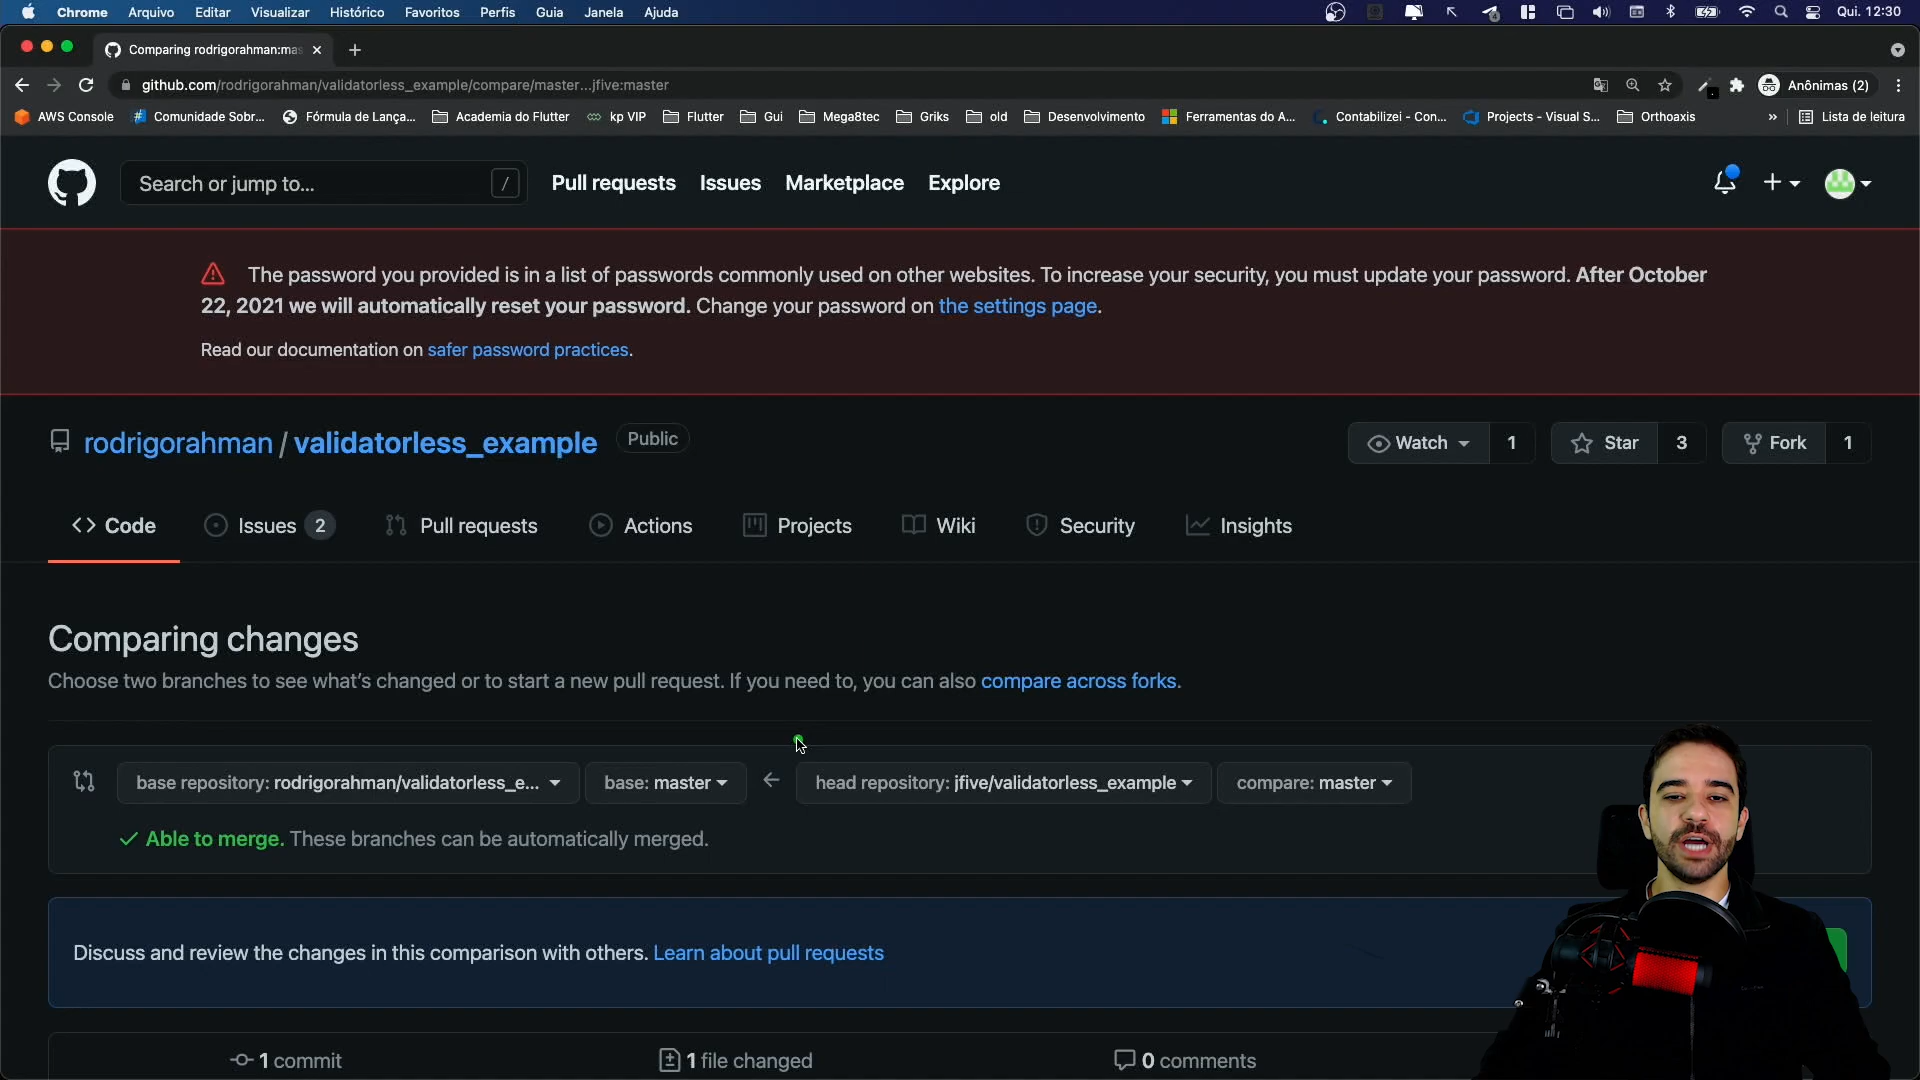 Chrome Arquivo Editar Visualizar Histórico Favoritos Perfis Guia Janela Ajuda Qui. 12:30
Comparing rodrigorahman:mas
github.com/rodrigorahman/validatorless_example/compare/master...jfive:master Anônimas (2)
AWS Console Comunidade Sobr... Fórmula de Lança... Academia do Flutter kp VIP Flutter Gui Mega8tec Griks old Desenvolvimento Ferramentas do A... Contabilizei - Con... Projects - Visual S... Orthoaxis » Lista de leitura
Search or jump to... / Pull requests Issues Marketplace Explore
The password you provided is in a list of passwords commonly used on other websites. To increase your security, you must update your password. After October
22, 2021 we will automatically reset your password. Change your password on the settings page.
Read our documentation on safer password practices.
rodrigorahman / validatorless_example Public Watch 1 Star 3 Fork 1
Code Issues 2 Pull requests Actions Projects Wiki Security Insights
Comparing changes
Choose two branches to see what's changed or to start a new pull request. If you need to, you can also compare across forks.
base repository: rodrigorahman/validatorless_e... base: master head repository: jfive/validatorless_example compare: master
Able to merge. These branches can be automatically merged.
Discuss and review the changes in this comparison with others. Learn about pull requests
1 commit 1 file changed 0 comments